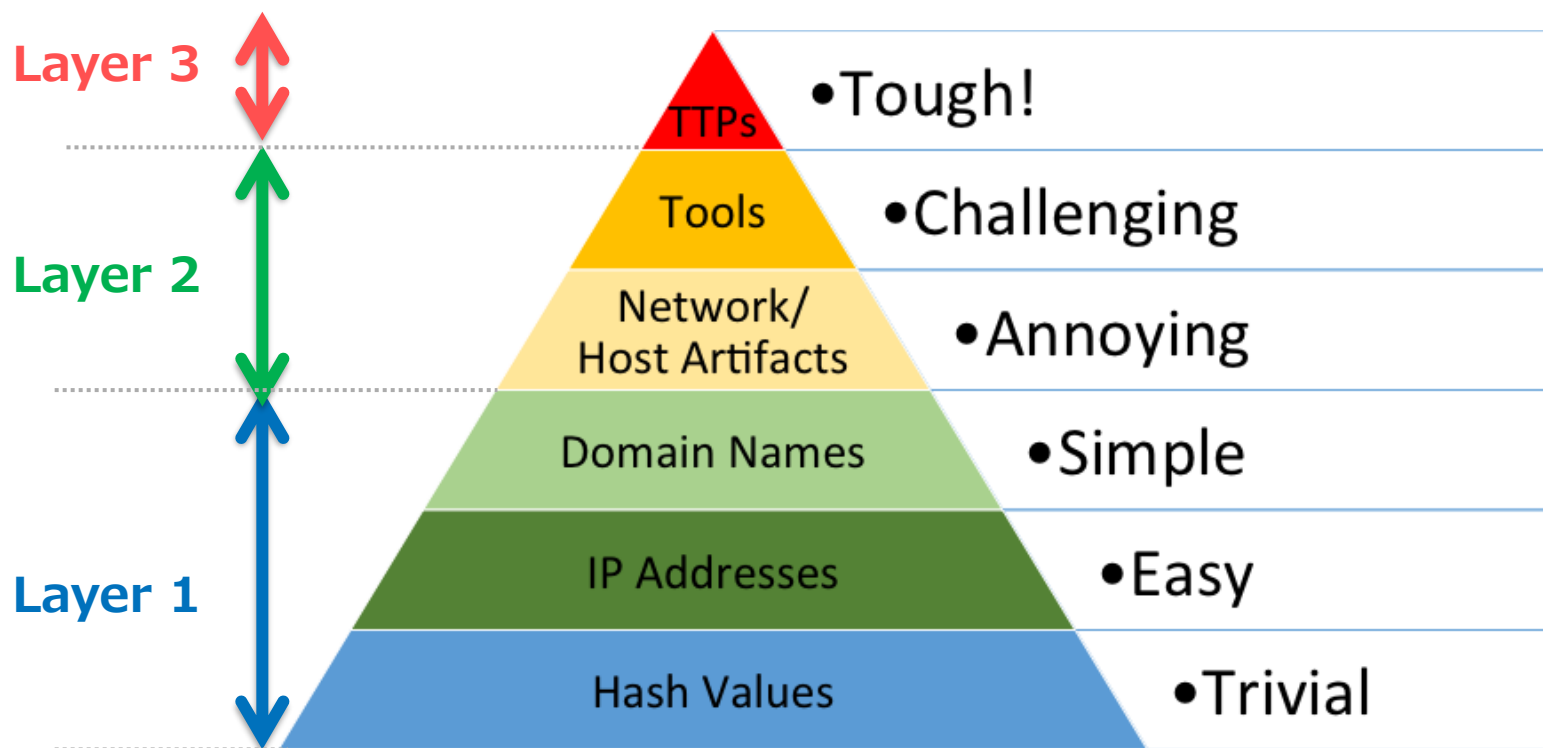 Layer 3
TTPs
•Tough!
Tools
•Challenging
Layer 2
Network/
Host Artifacts
•Annoying
Domain Names
•Simple
IP Addresses
•Easy
Layer 1
Hash Values
•Trivial